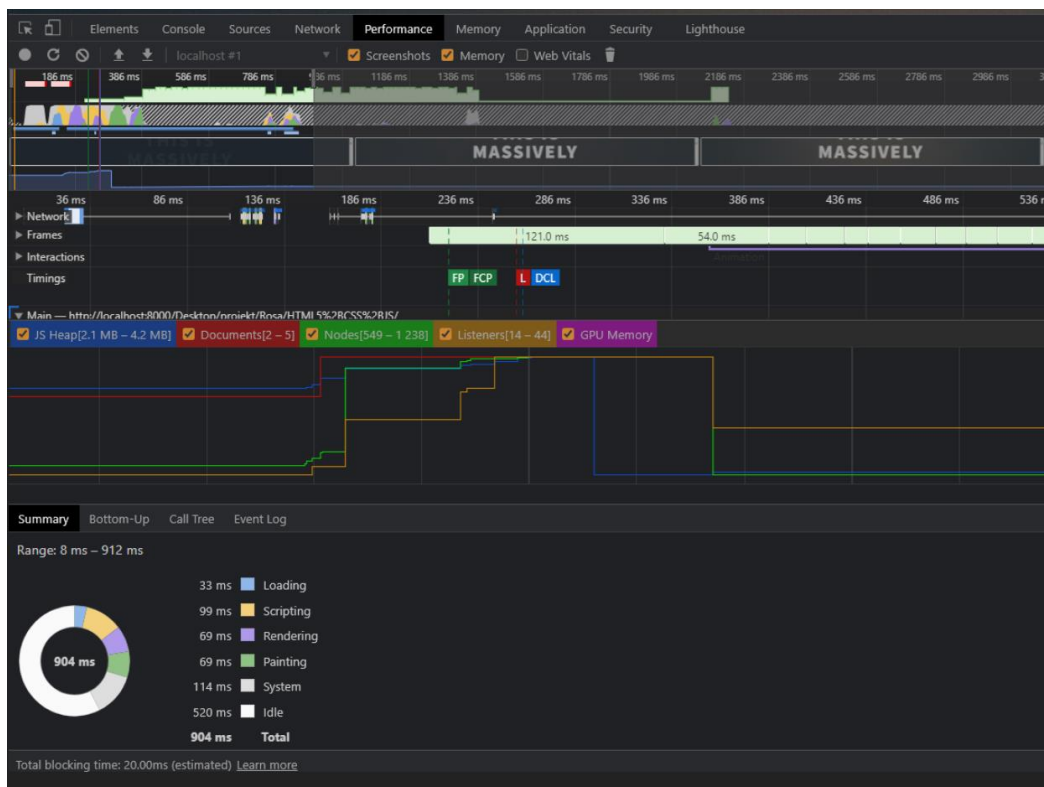 Elements Console Sources Network Performance Memory Application Security Lighthouse
localhost #1 Screenshots Memory Web Vitals
186 ms 386 ms 586 ms 786 ms 1186 ms 1386 ms 1586 ms 1786 ms 1986 ms 2186 ms 2386 ms 2586 ms 2786 ms 2986 ms
THIS IS
MASSIVELY MASSIVELY MASSIVELY
36 ms 86 ms 136 ms 186 ms 236 ms 286 ms 336 ms 386 ms 436 ms 486 ms 536
Network
Frames 121.0 ms 54.0 ms
Interactions Animation
Timings FP FCP L DCL
Main — http://localhost:8000/Desktop/projekt/Rosa/HTML5%2BCSS%2BJS/
JS Heap[2.1 MB – 4.2 MB] Documents[2 – 5] Nodes[549 – 1 238] Listeners[14 – 44] GPU Memory
Summary Bottom-Up Call Tree Event Log
Range: 8 ms – 912 ms
33 ms Loading
99 ms Scripting
69 ms Rendering
904 ms
69 ms Painting
114 ms System
520 ms Idle
904 ms Total
Total blocking time: 20.00ms (estimated) Learn more